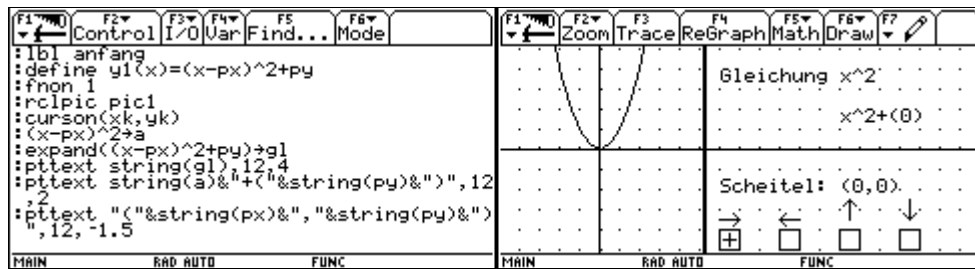 F1 F2 F3 F4 F5 F6
Control I/O Var Find... Mode
:lbl anfang
:define y1(x)=(x-px)^2+py
:fnon 1
:rclpic pic1
:curson(xk,yk)
:(x-px)^2→a
:expand((x-px)^2+py)→gl
:pttext string(gl),12,4
:pttext string(a)&"+("&string(py)&")",12
,2
:pttext "("&string(px)&","&string(py)&")
",12,-1.5
MAIN RAD AUTO FUNC
F1 F2 F3 F4 F5 F6 F7
Zoom Trace ReGraph Math Draw
Gleichung x^2
x^2+(0)
Scheitel: (0,0)
MAIN RAD AUTO FUNC